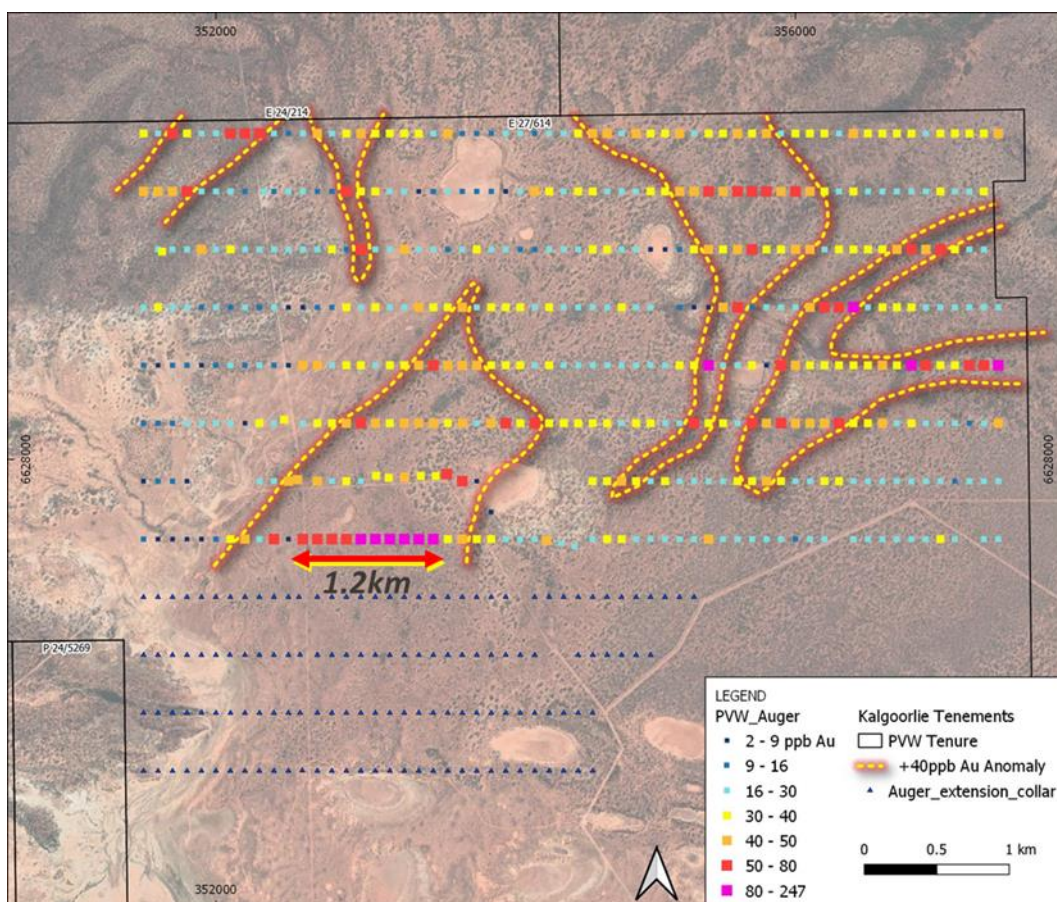 352000
356000
E 24/214
E 27/614
6628000
6628000
1.2km
P 24/5269
352000
LEGEND
PVW_Auger
2 - 9 ppb Au
9 - 16
16 - 30
30 - 40
40 - 50
50 - 80
80 - 247
Kalgoorlie Tenements
PVW Tenure
+40ppb Au Anomaly
Auger_extension_collar
0 0.5 1 km